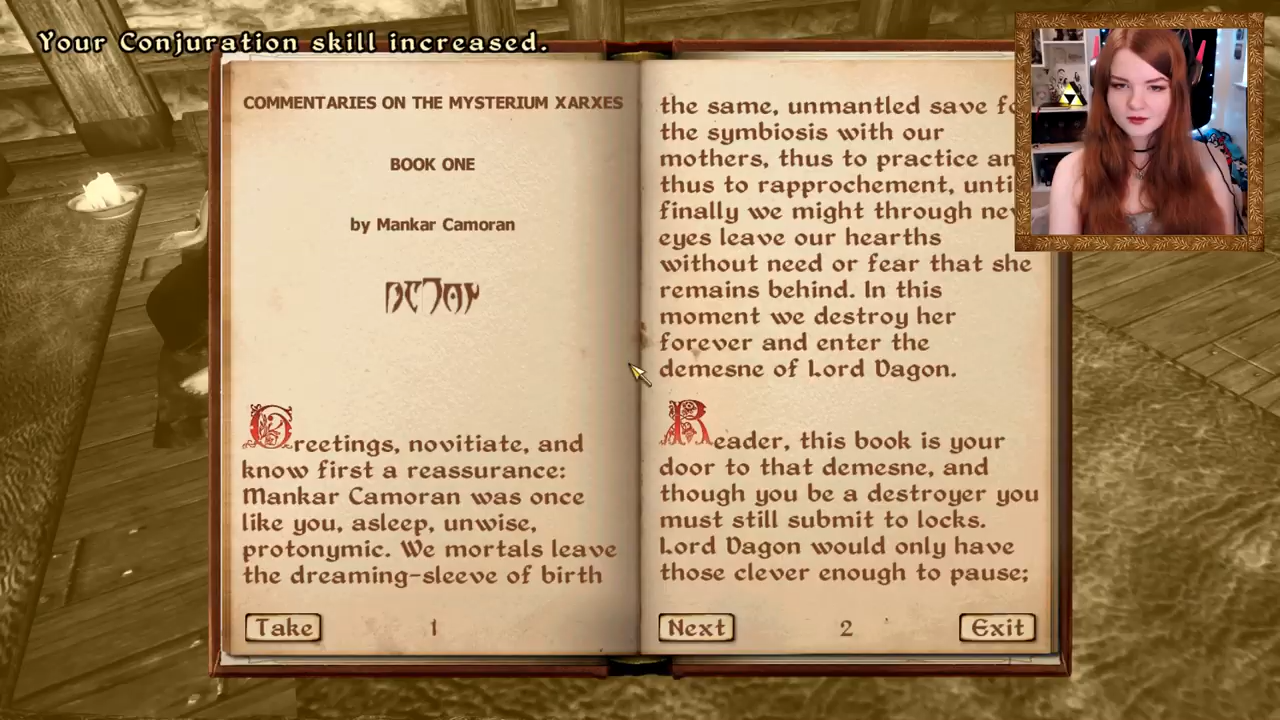 Your Conjuration skill increased.
COMMENTARIES ON THE MYSTERIUM XARXES
BOOK ONE
by Mankar Camoran
Greetings, novitiate, and
know first a reassurance:
Mankar Camoran was once
like you, asleep, unwise,
protonymic. We mortals leave
the dreaming-sleeve of birth
Take
1
the same, unmantled save
the symbiosis with our
mothers, thus to practice
thus to rapprochement,
finally we might through
eyes leave our hearths
without need or fear that she
remains behind. In this
moment we destroy her
forever and enter the
demesne of Lord Dagon.
Reader, this book is your
door to that demesne, and
though you be a destroyer you
must still submit to locks.
Lord Dagon would only have
those clever enough to pause;
Next
2
Exit